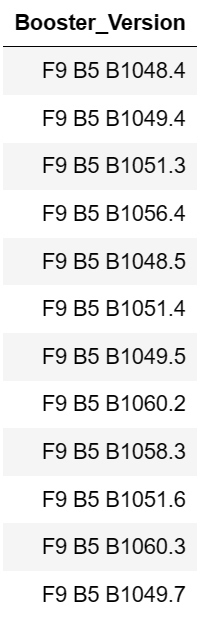 Booster_Version
F9 B5 B1048.4
F9 B5 B1049.4
F9 B5 B1051.3
F9 B5 B1056.4
F9 B5 B1048.5
F9 B5 B1051.4
F9 B5 B1049.5
F9 B5 B1060.2
F9 B5 B1058.3
F9 B5 B1051.6
F9 B5 B1060.3
F9 B5 B1049.7